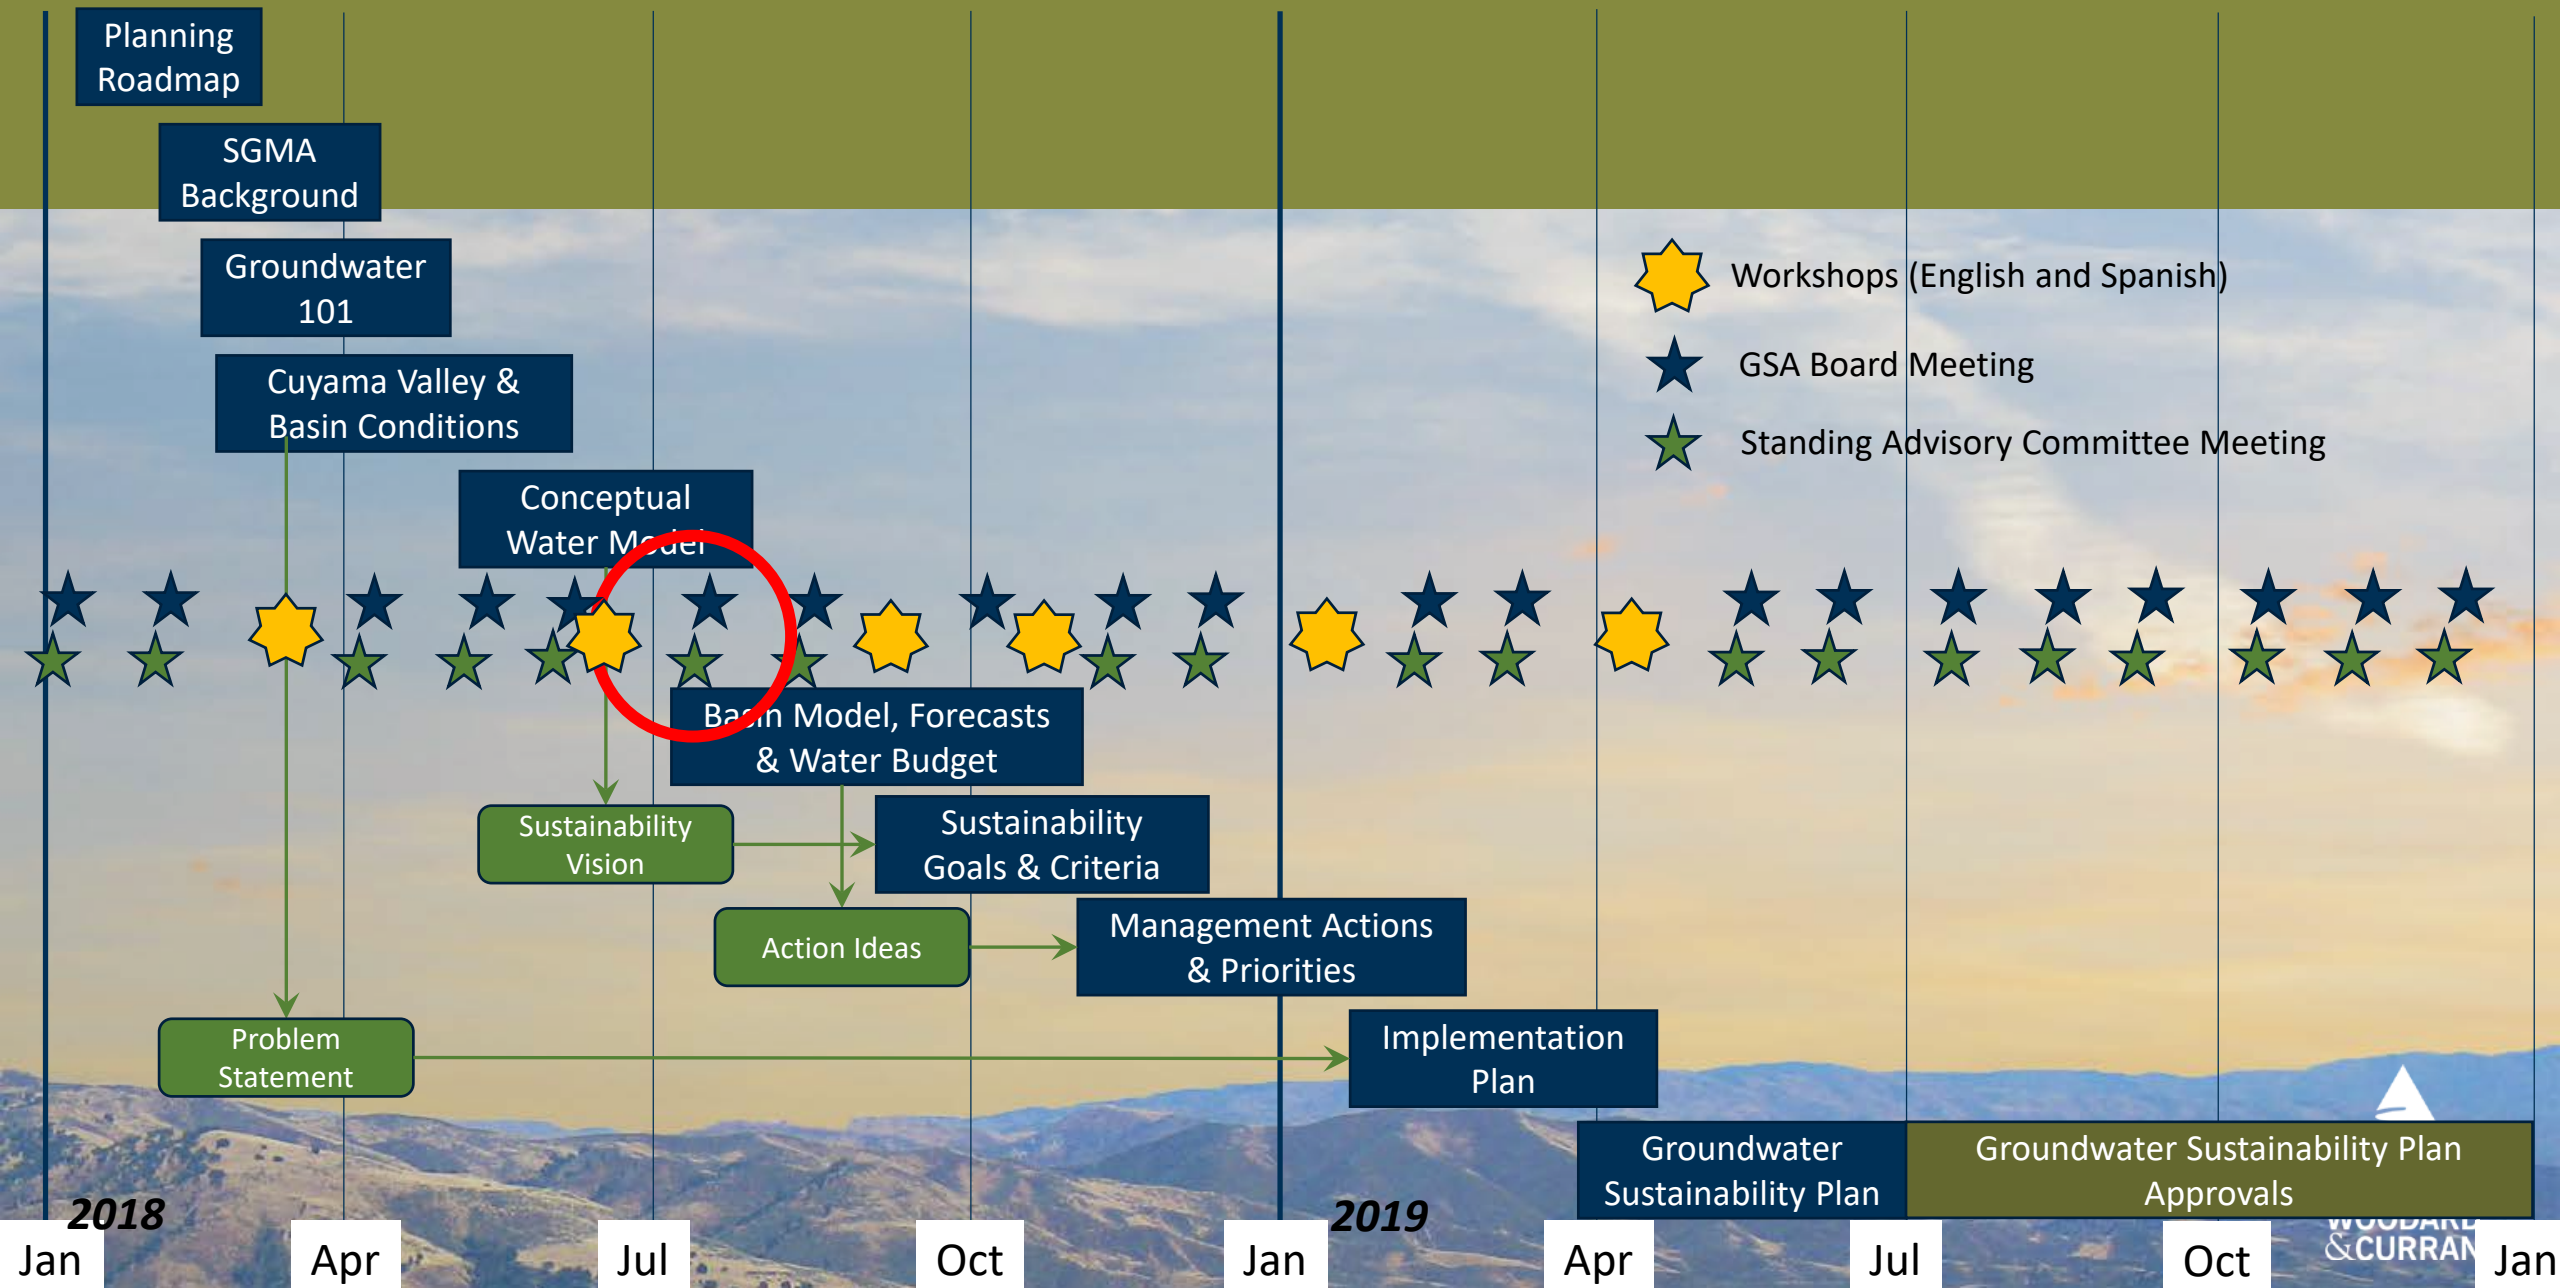 Planning
Roadmap
SGMA
Background
Groundwater
101
Cuyama Valley &
Basin Conditions
Conceptual
Water Model
Workshops (English and Spanish)
GSA Board Meeting
Standing Advisory Committee Meeting
Basin Model, Forecasts
& Water Budget
Sustainability
Vision
Sustainability
Goals & Criteria
Action Ideas
Management Actions
& Priorities
Problem
Statement
Implementation
Plan
Groundwater
Sustainability Plan
Groundwater Sustainability Plan
Approvals
2018
2019
WOODARD
&CURRAN
Jan
Apr
Jul
Oct
Jan
Apr
Jul
Oct
Jan